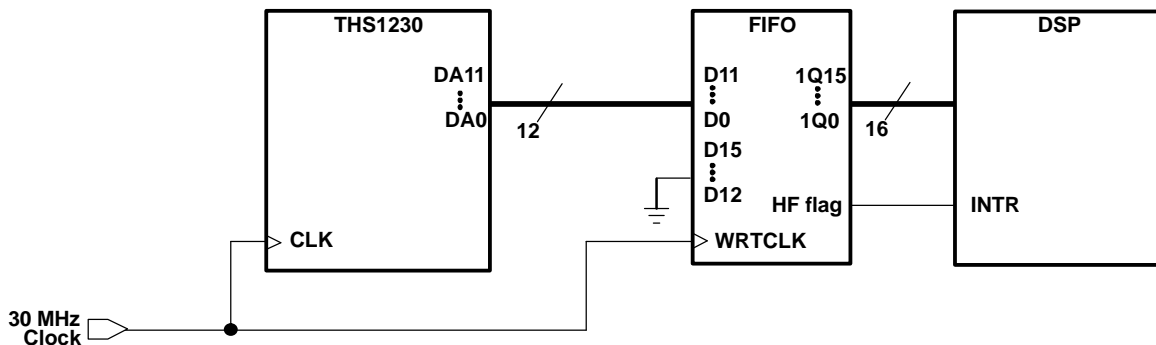 THS1230
DA11
DA0
CLK
12
FIFO
D11
D0
D15
D12
1Q15
1Q0
HF flag
WRTCLK
16
DSP
INTR
30 MHz
Clock